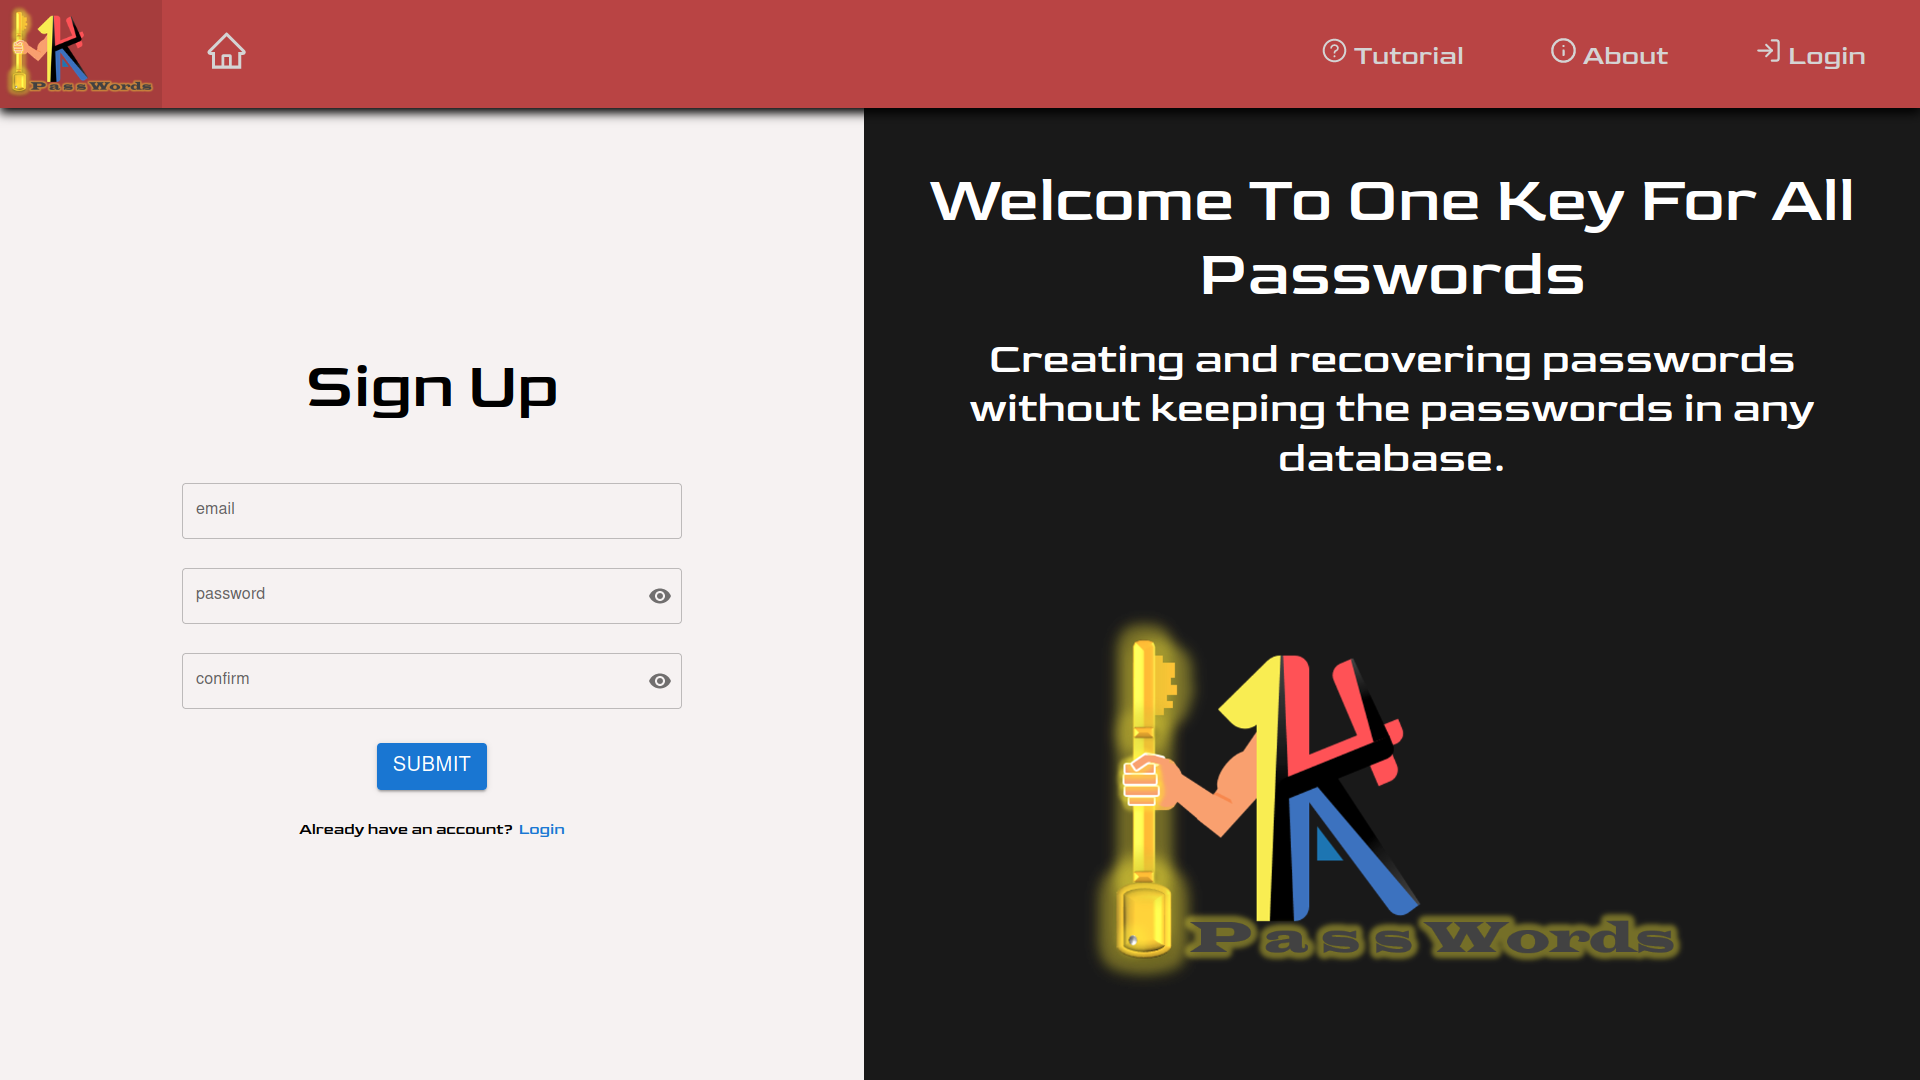 PassWords
Tutorial
About
Login
Sign Up
email
password
confirm
SUBMIT
Already have an account? Login
Welcome To One Key For All
Passwords
Creating and recovering passwords
without keeping the passwords in any
database.
PassWords